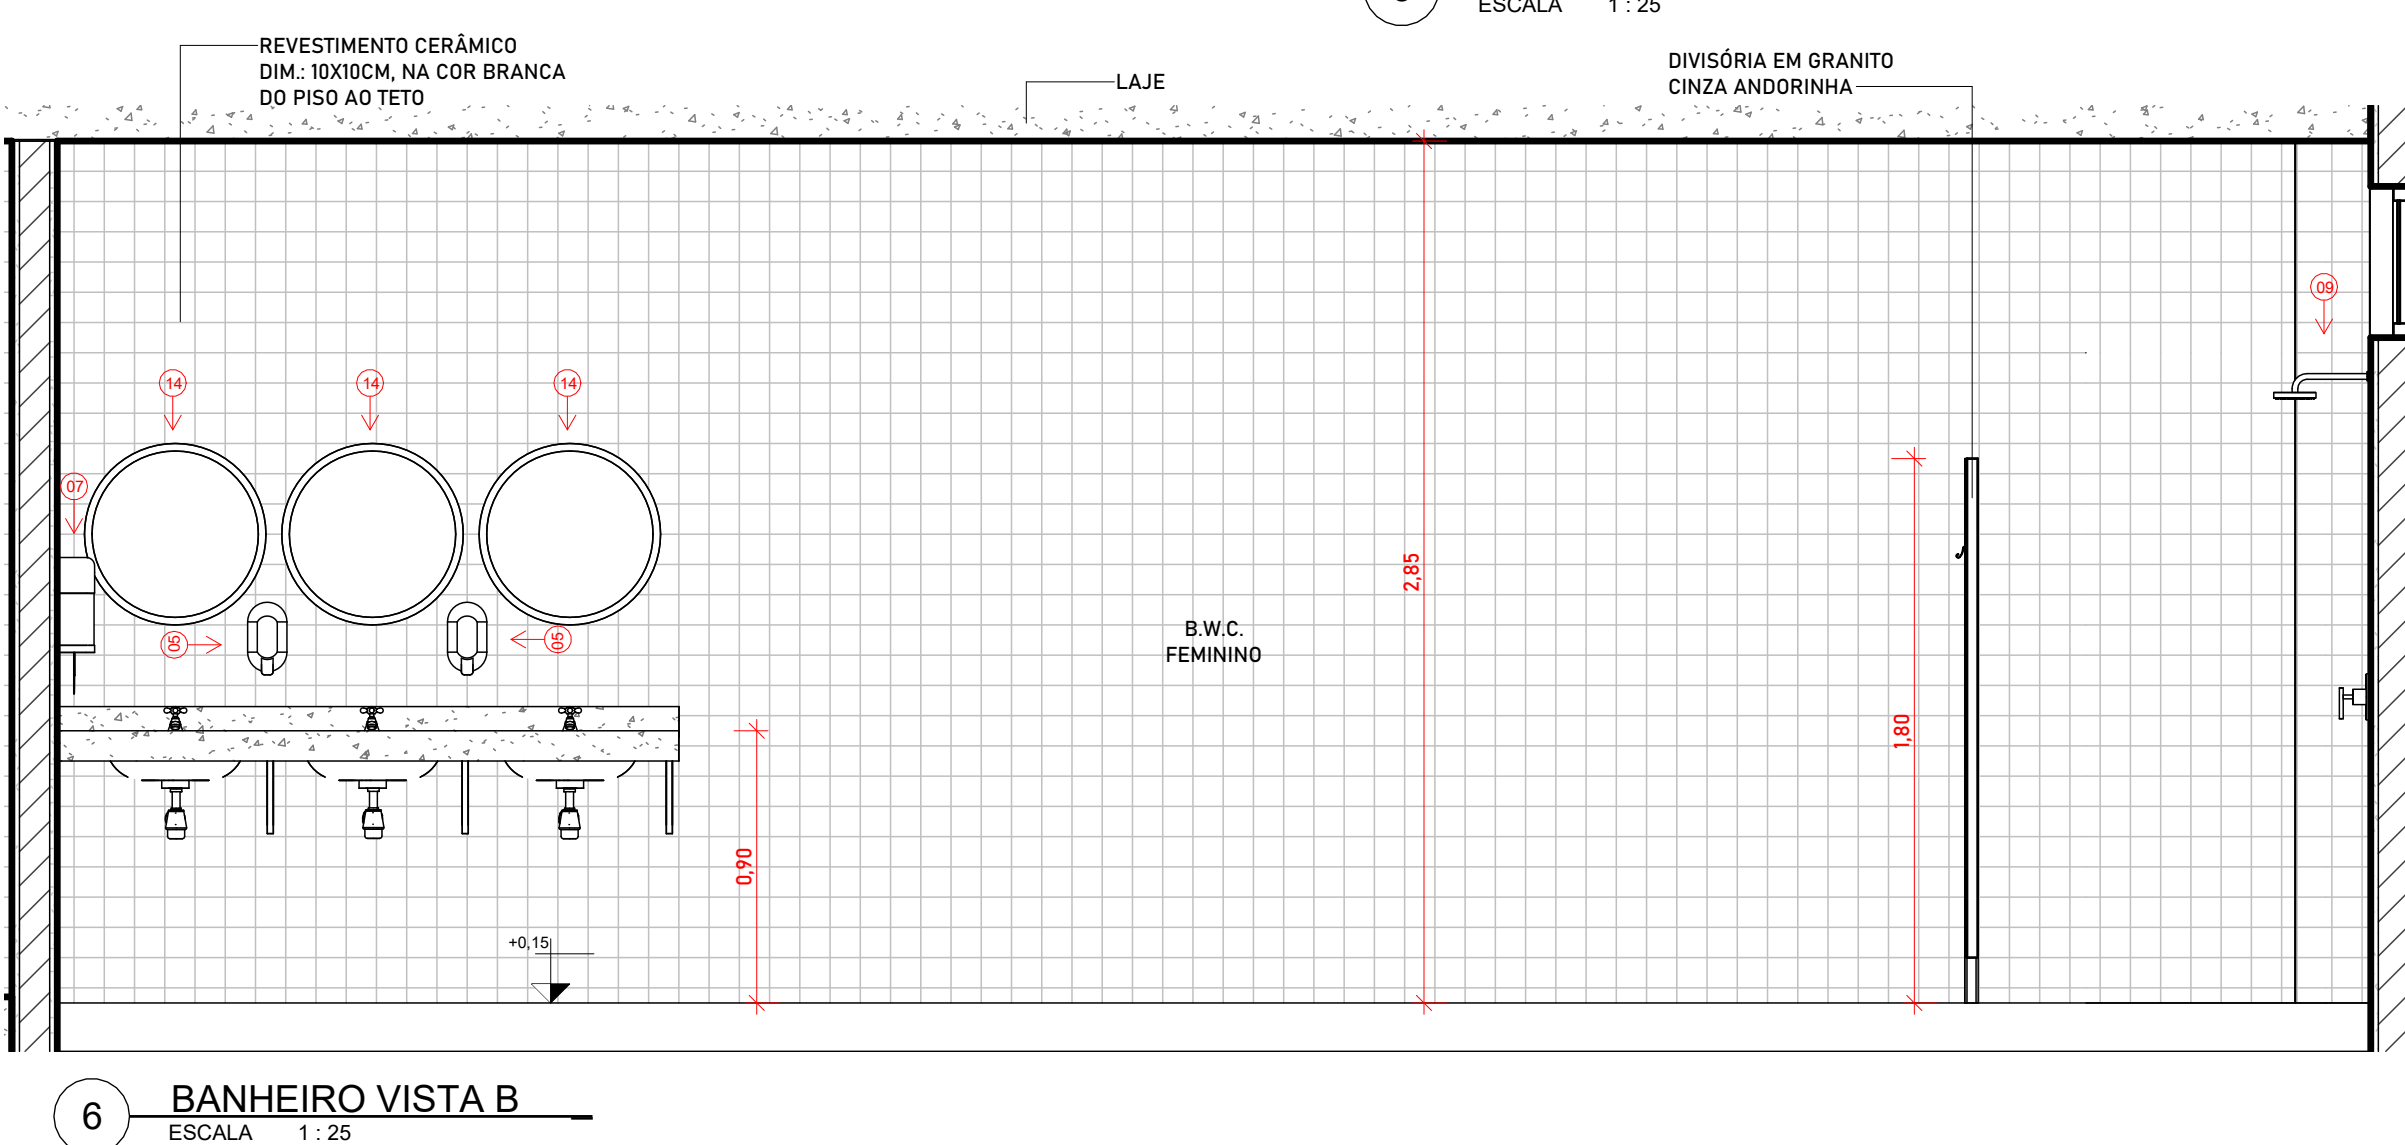 ESCALA 1 : 25
REVESTIMENTO CERÂMICO
DIM.: 10X10CM, NA COR BRANCA
DO PISO AO TETO
LAJE
DIVISÓRIA EM GRANITO
CINZA ANDORINHA
09
14 14 14
07
2,85
05 05
B.W.C.
FEMININO
1,80
0,90
+0,15
6 BANHEIRO VISTA B
ESCALA 1 : 25